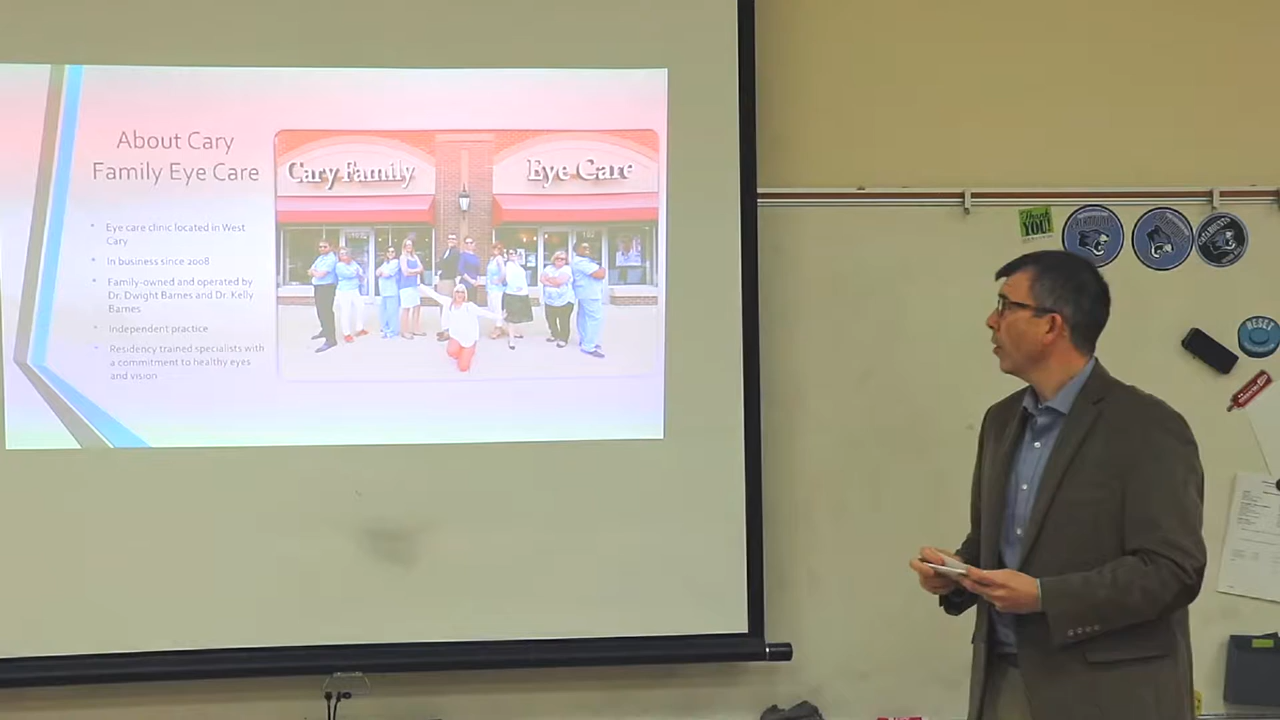 About Cary
Family Eye Care
Eye care clinic located in West
Cary
In business since 2008
Family-owned and operated by
Dr. Dwight Barnes and Dr. Kelly
Barnes
Independent practice
Residency trained specialists with
a commitment to healthy eyes
and vision
Cary Family
Eye Care
Thank
YOU!
RESET